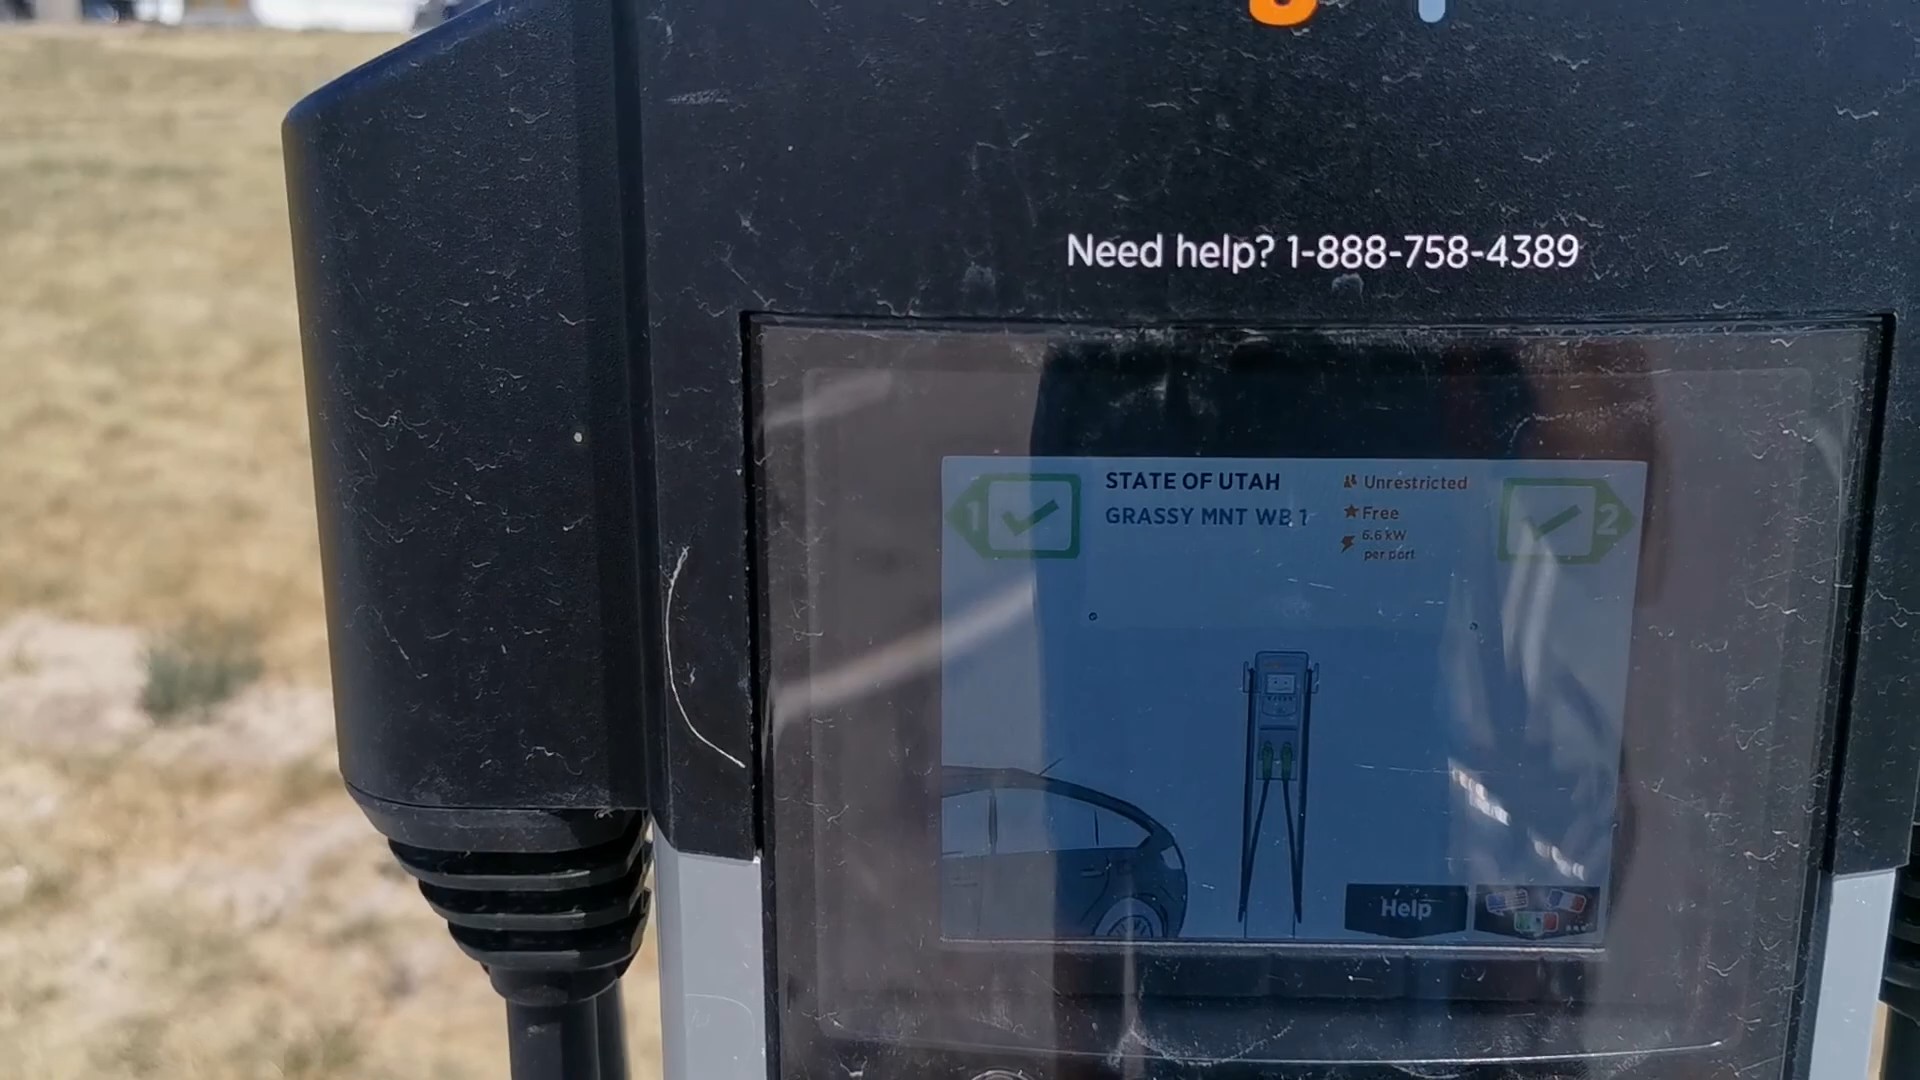 Need help? 1-888-758-4389
1
STATE OF UTAH
GRASSY MNT WB 1
Unrestricted
Free
6.6 kW
per port
2
Help